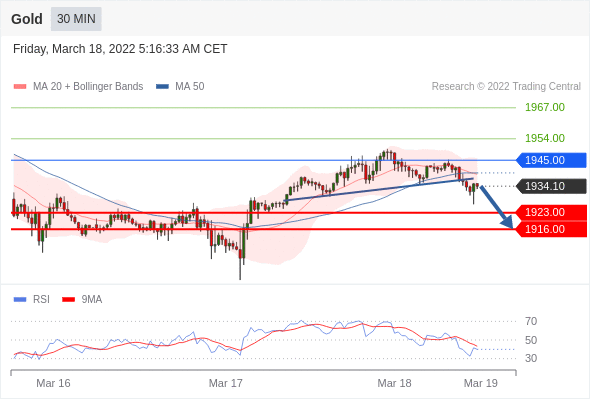 Gold 30 MIN
Friday, March 18, 2022 5:16:33 AM CET
MA 20 + Bollinger Bands MA 50 Research © 2022 Trading Central
1967.00
1954.00
1945.00
1934.10
1923.00
1916.00
RSI 9MA
70
50
30
Mar 16 Mar 17 Mar 18 Mar 19